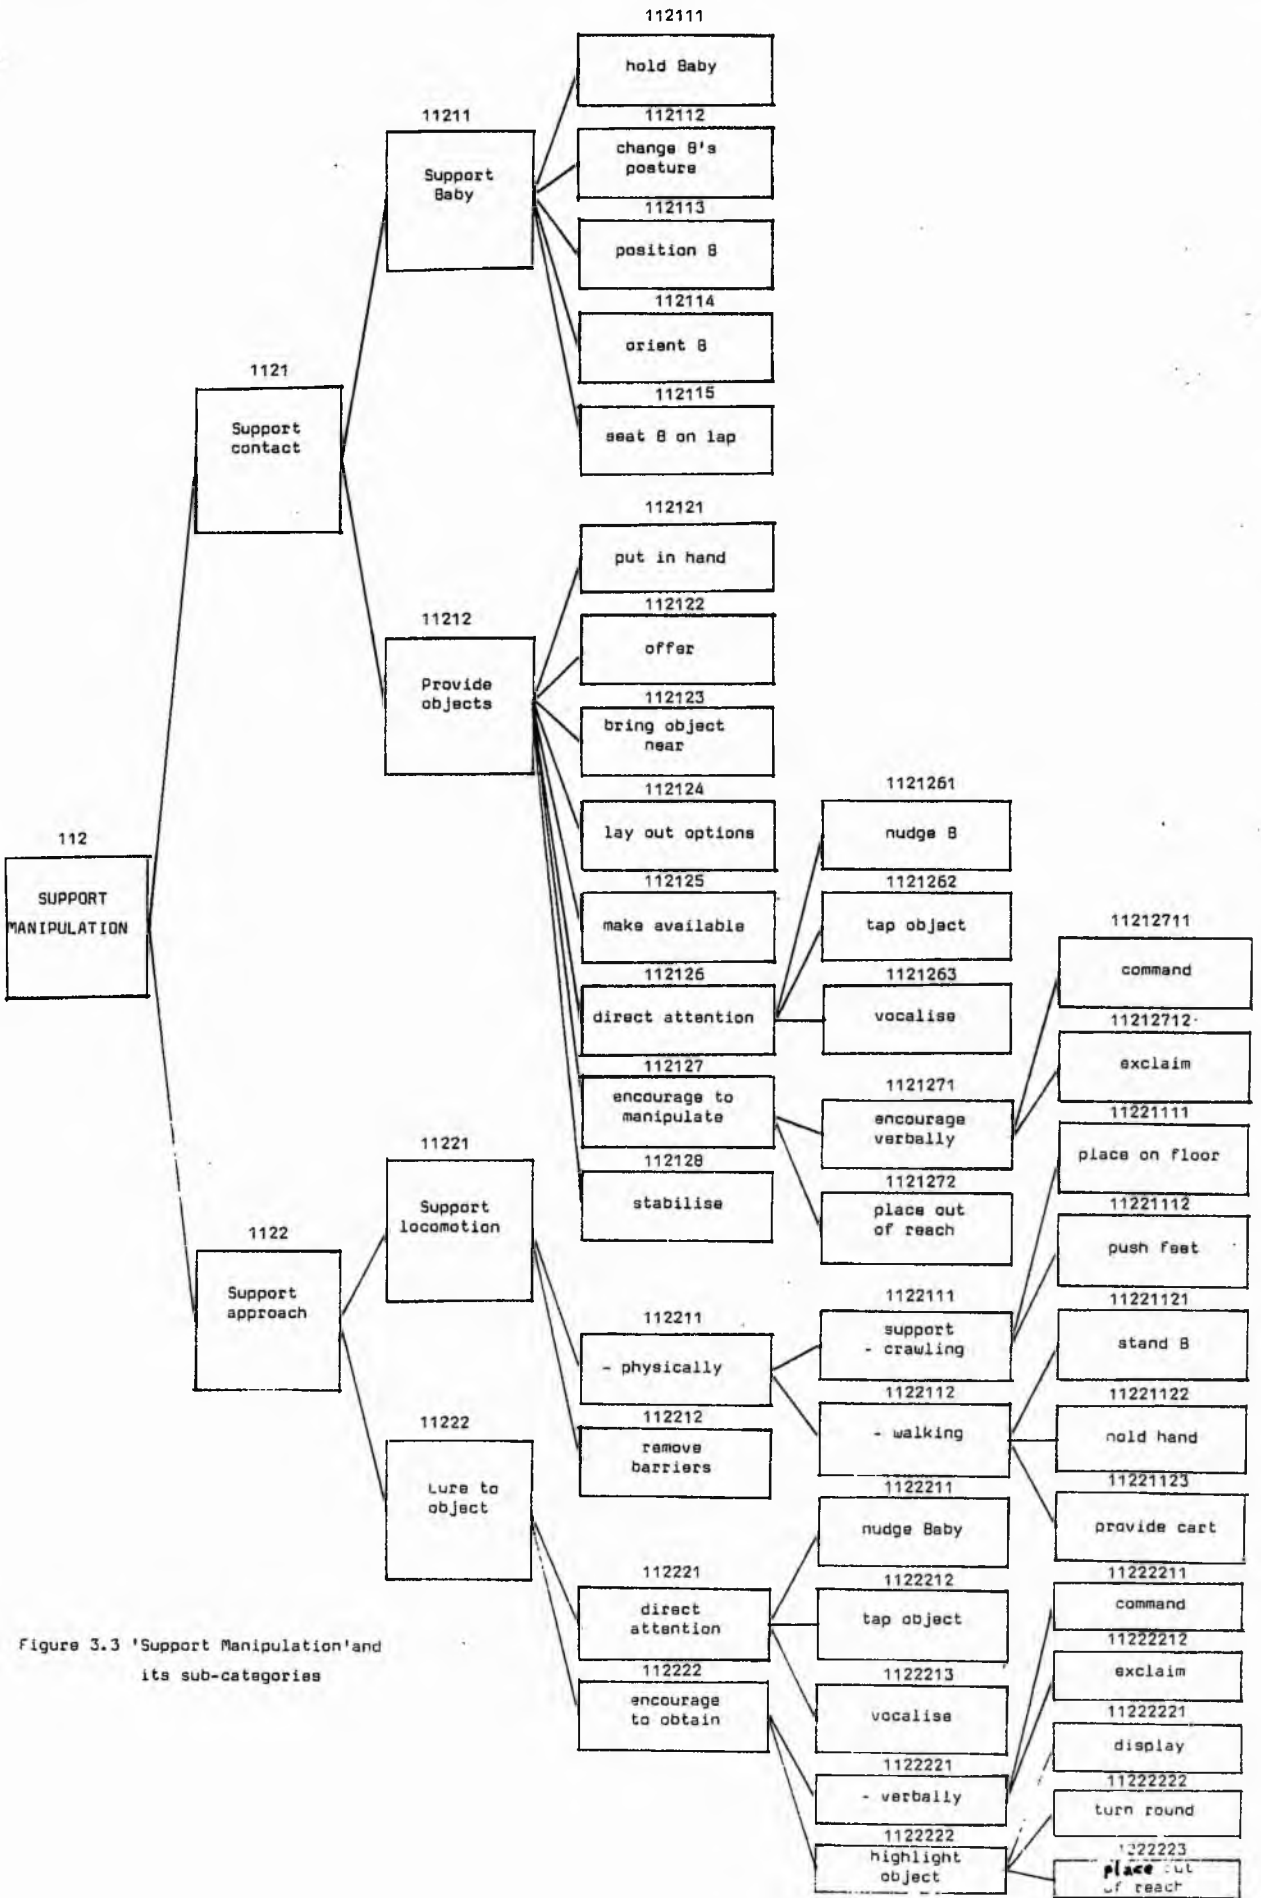 112
SUPPORT
MANIPULATION
1121
Support
contact
11211
Support
Baby
112111
hold Baby
112112
change B's
posture
112113
position B
112114
orient B
112115
seat B on lap
11212
Provide
objects
112121
put in hand
112122
offer
112123
bring object
near
112124
lay out options
112125
make available
112126
direct attention
1121261
nudge B
1121262
tap object
1121263
vocalise
112127
encourage to
manipulate
1121271
encourage
verbally
11212711
command
11212712
exclaim
1121272
place out
of reach
112128
stabilise
1122
Support
approach
11221
Support
locomotion
112211
- physically
1122111
support
- crawling
11221111
place on floor
11221112
push feet
1122112
- walking
11221121
stand B
11221122
hold hand
11221123
provide cart
112212
remove
barriers
11222
Lure to
object
112221
direct
attention
1122211
nudge Baby
1122212
tap object
1122213
vocalise
112222
encourage
to obtain
1122221
- verbally
11222211
command
11222212
exclaim
1122222
highlight
object
11222221
display
11222222
turn round
1222223
place out
of reach
Figure 3.3 'Support Manipulation'and
its sub-categories